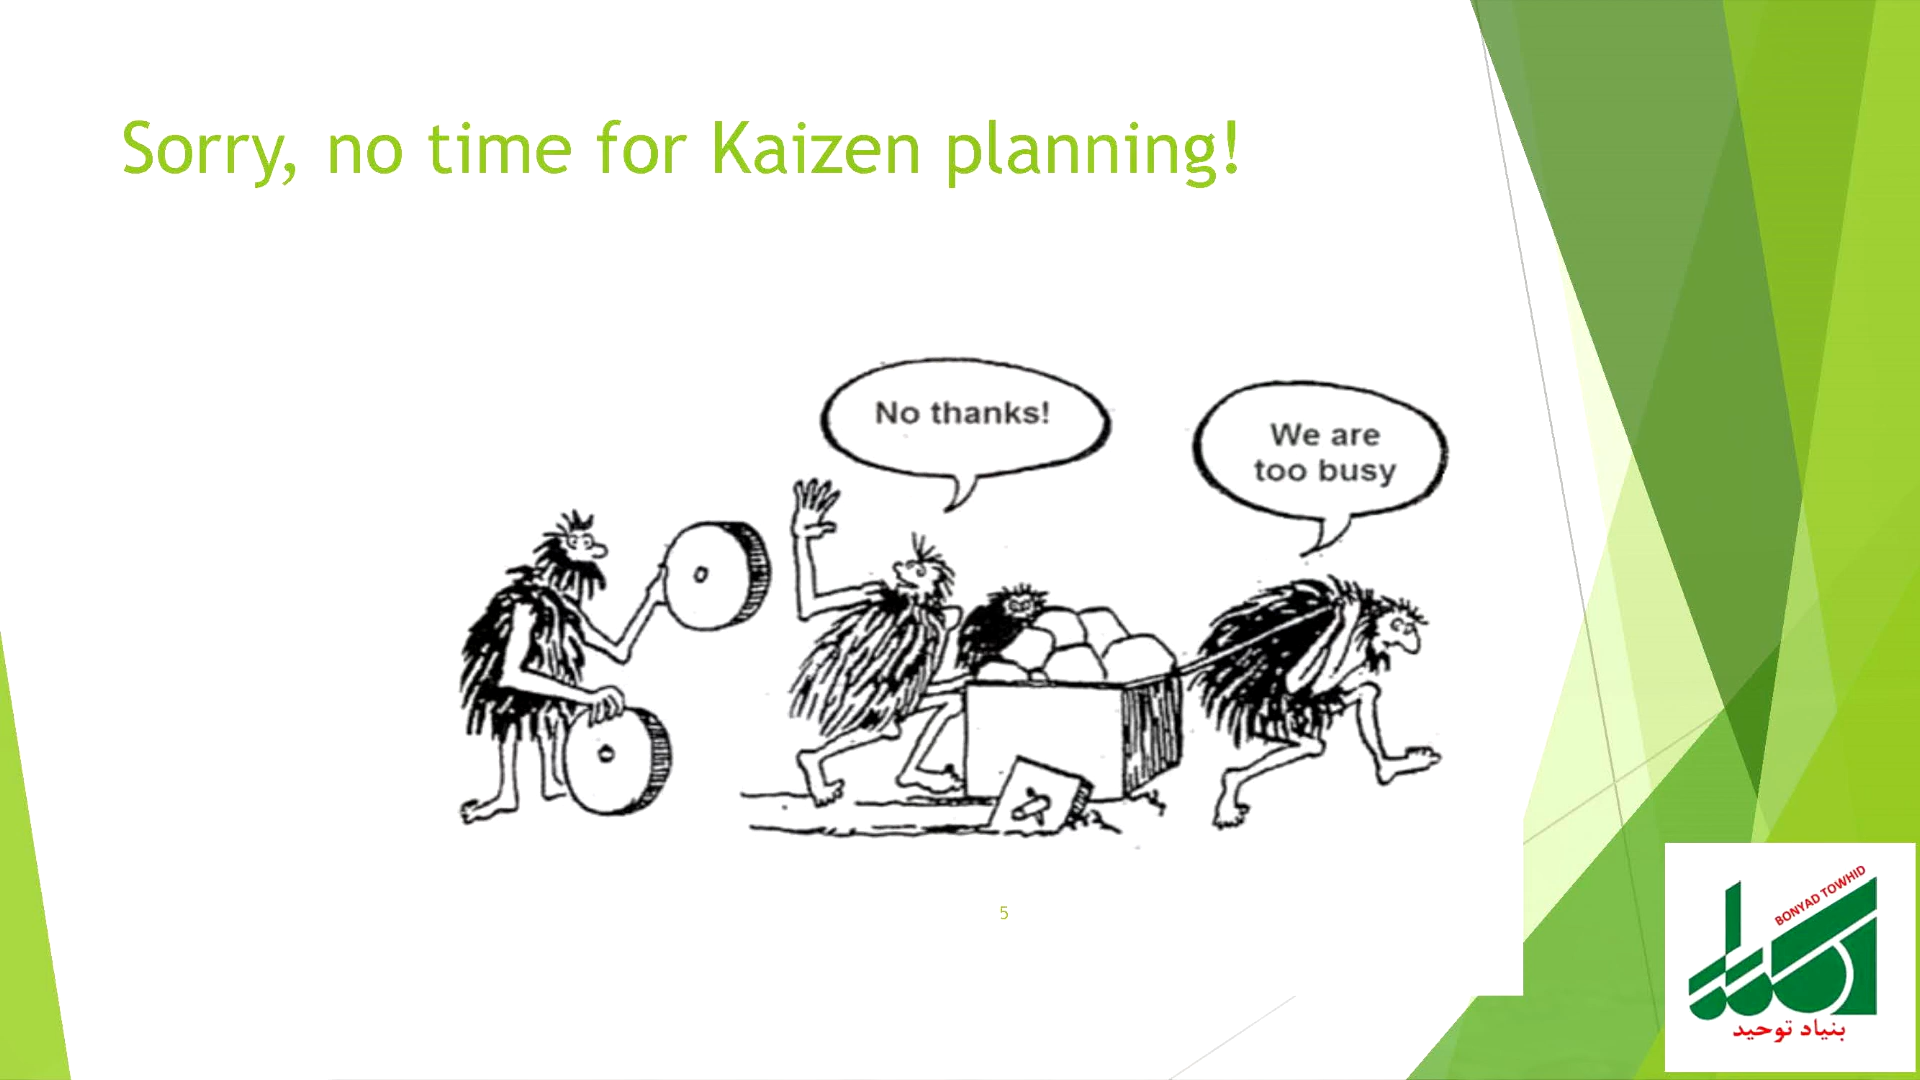 Sorry, no time for Kaizen planning!
No thanks!
We are
too busy
5
BONYAD TOWHID
بنیاد توحید